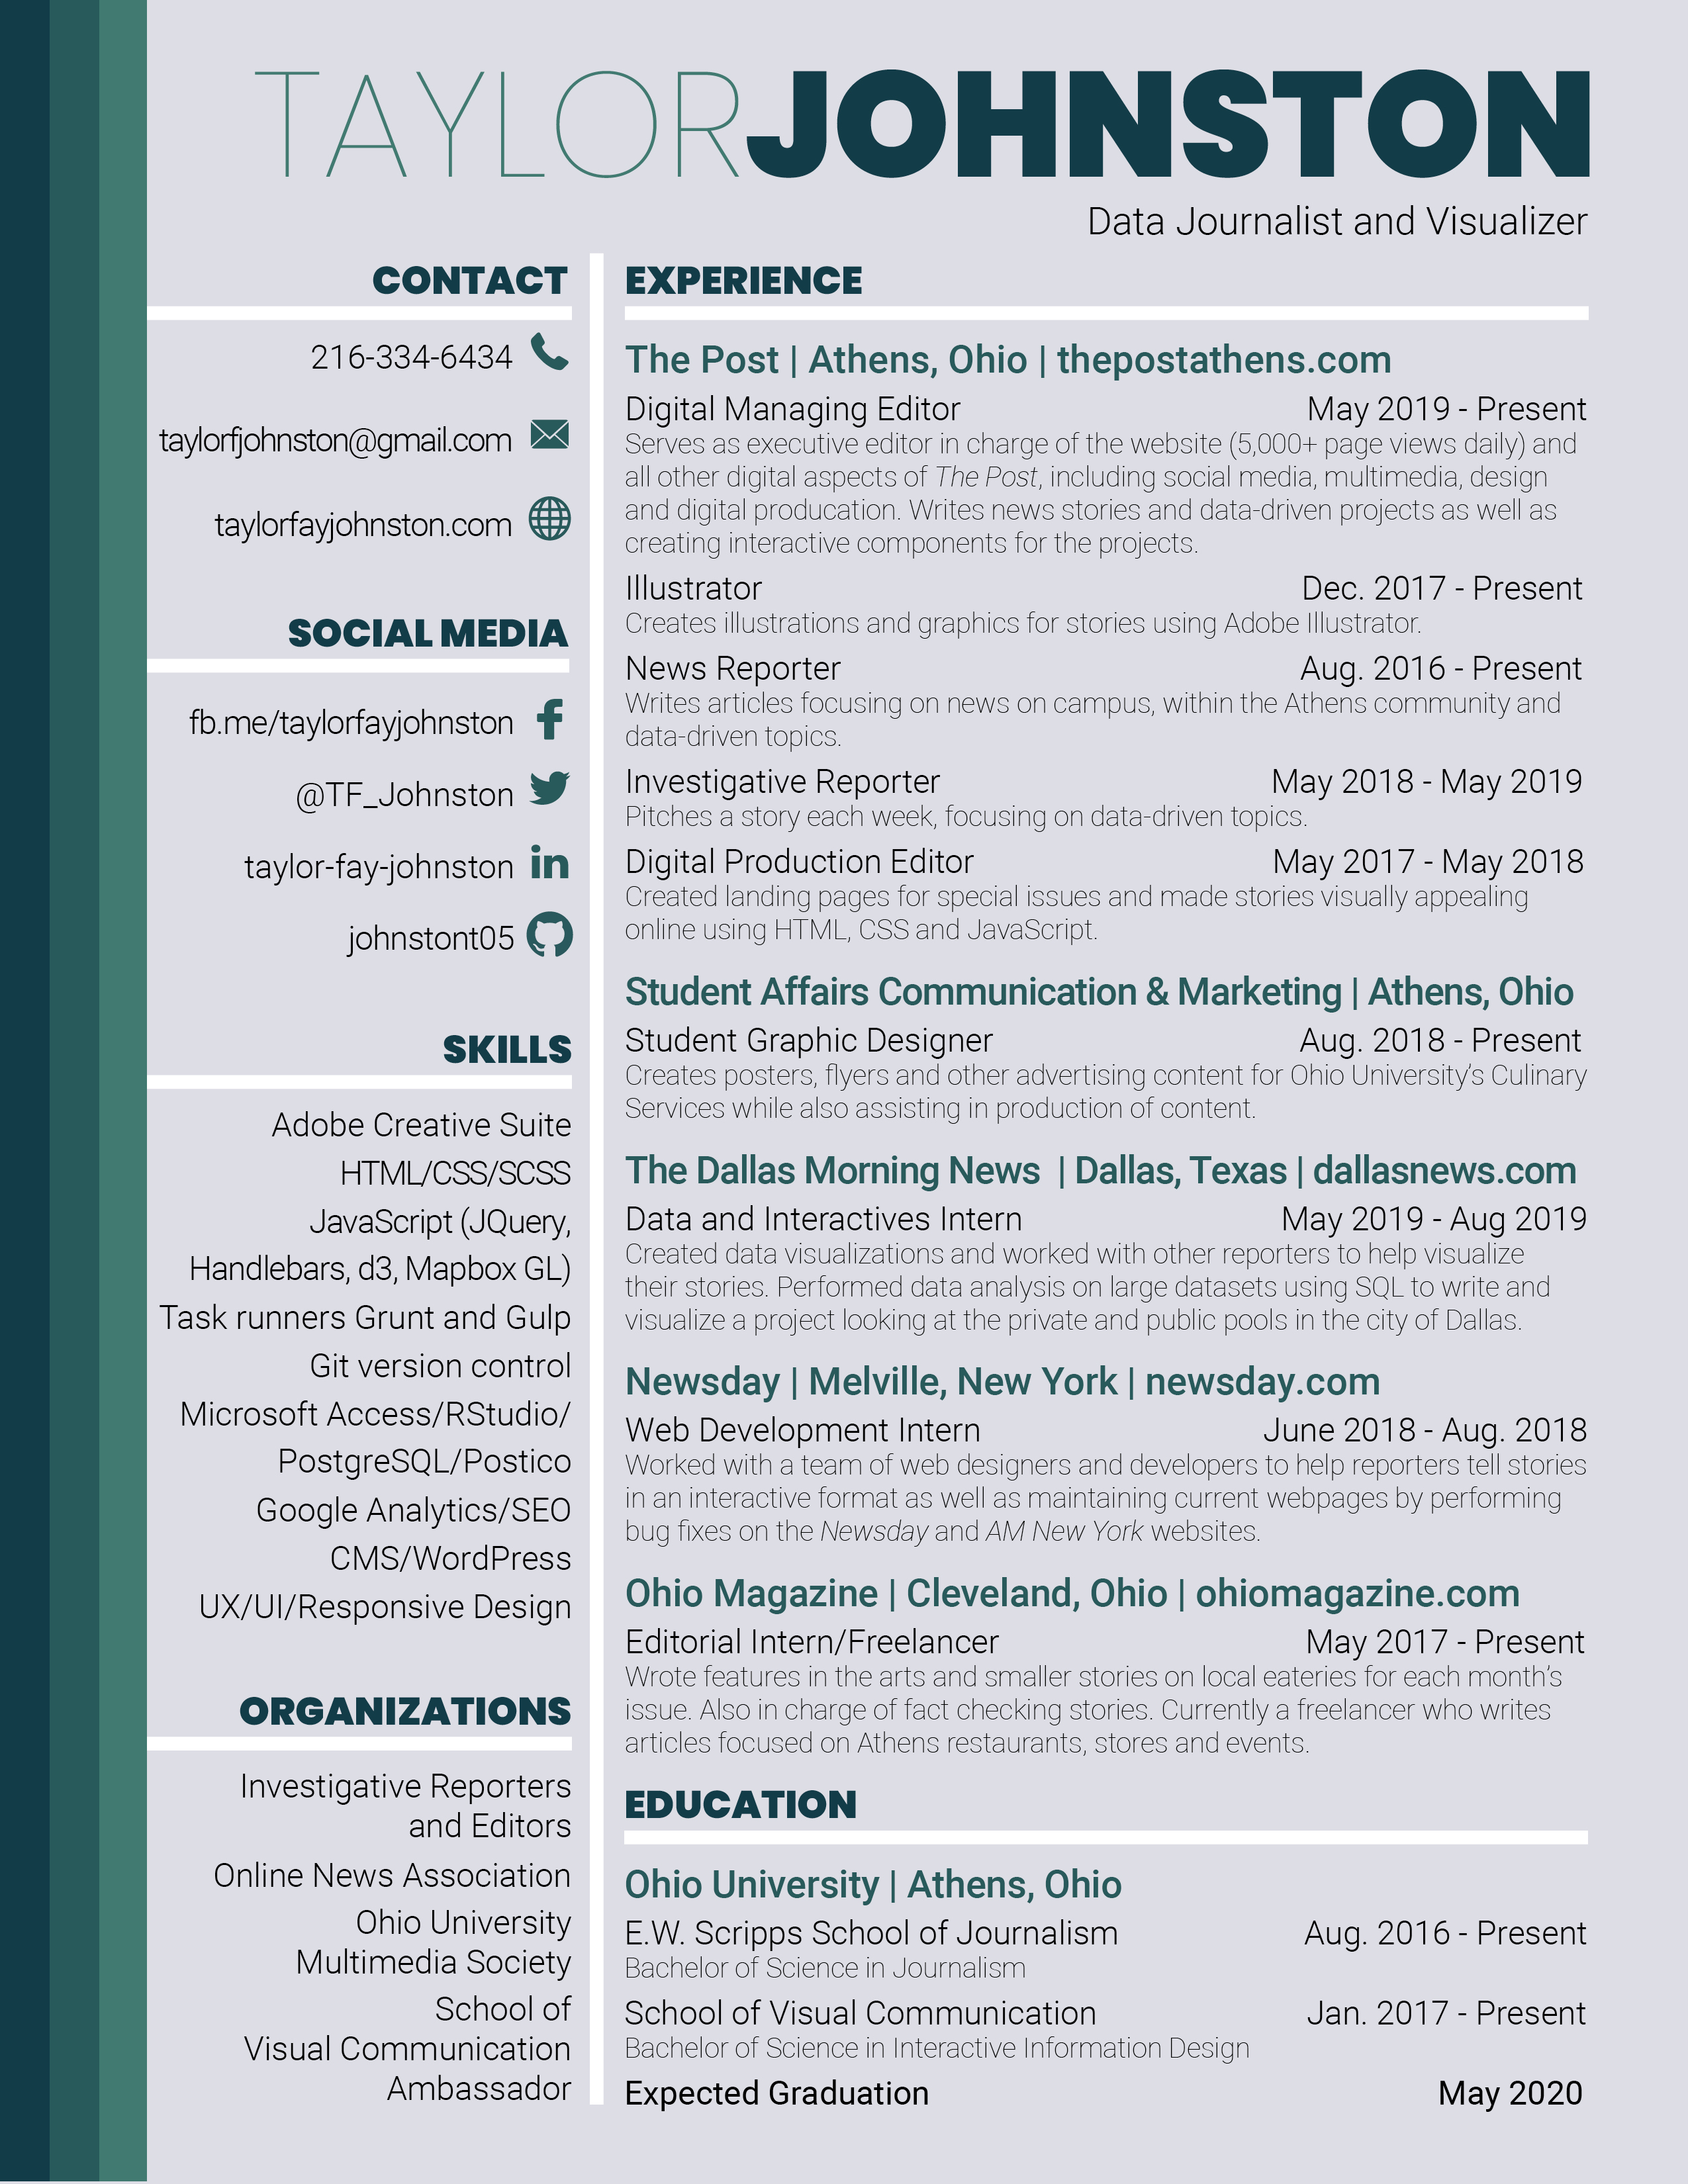 TAYLORJOHNSTON
Data Journalist and Visualizer
CONTACT
216-334-6434
taylorfjohnston@gmail.com
taylorfayjohnston.com
SOCIAL MEDIA
fb.me/taylorfayjohnston
@TF_Johnston
taylor-fay-johnston
in
johnstont05
SKILLS
Adobe Creative Suite
HTML/CSS/SCSS
JavaScript (JQuery,
Handlebars, d3, Mapbox GL)
Task runners Grunt and Gulp
Git version control
Microsoft Access/RStudio/
PostgreSQL/Postico
Google Analytics/SEO
CMS/WordPress
UX/UI/Responsive Design
ORGANIZATIONS
Investigative Reporters
and Editors
Online News Association
Ohio University
Multimedia Society
School of
Visual Communication
Ambassador
EXPERIENCE
The Post | Athens, Ohio | thepostathens.com
Digital Managing Editor May 2019 - Present
Serves as executive editor in charge of the website (5,000+ page views daily) and
all other digital aspects of The Post, including social media, multimedia, design
and digital producation. Writes news stories and data-driven projects as well as
creating interactive components for the projects.
Illustrator Dec. 2017 - Present
Creates illustrations and graphics for stories using Adobe Illustrator.
News Reporter Aug. 2016 - Present
Writes articles focusing on news on campus, within the Athens community and
data-driven topics.
Investigative Reporter May 2018 - May 2019
Pitches a story each week, focusing on data-driven topics.
Digital Production Editor May 2017 - May 2018
Created landing pages for special issues and made stories visually appealing
online using HTML, CSS and JavaScript.
Student Affairs Communication & Marketing | Athens, Ohio
Student Graphic Designer Aug. 2018 - Present
Creates posters, flyers and other advertising content for Ohio University's Culinary
Services while also assisting in production of content.
The Dallas Morning News | Dallas, Texas | dallasnews.com
Data and Interactives Intern May 2019 - Aug 2019
Created data visualizations and worked with other reporters to help visualize
their stories. Performed data analysis on large datasets using SQL to write and
visualize a project looking at the private and public pools in the city of Dallas.
Newsday | Melville, New York | newsday.com
Web Development Intern June 2018 - Aug. 2018
Worked with a team of web designers and developers to help reporters tell stories
in an interactive format as well as maintaining current webpages by performing
bug fixes on the Newsday and AM New York websites.
Ohio Magazine | Cleveland, Ohio | ohiomagazine.com
Editorial Intern/Freelancer May 2017 - Present
Wrote features in the arts and smaller stories on local eateries for each month's
issue. Also in charge of fact checking stories. Currently a freelancer who writes
articles focused on Athens restaurants, stores and events.
EDUCATION
Ohio University | Athens, Ohio
E.W. Scripps School of Journalism Aug. 2016 - Present
Bachelor of Science in Journalism
School of Visual Communication Jan. 2017 - Present
Bachelor of Science in Interactive Information Design
Expected Graduation May 2020